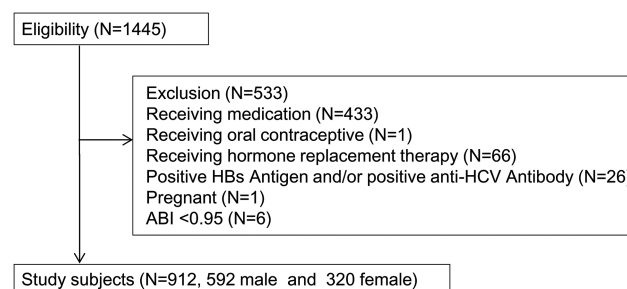 Eligibility (N=1445)
Exclusion (N=533)
Receiving medication (N=433)
Receiving oral contraceptive (N=1)
Receiving hormone replacement therapy (N=66)
Positive HBs Antigen and/or positive anti-HCV Antibody (N=26)
Pregnant (N=1)
ABI <0.95 (N=6)
Study subjects (N=912, 592 male and 320 female)